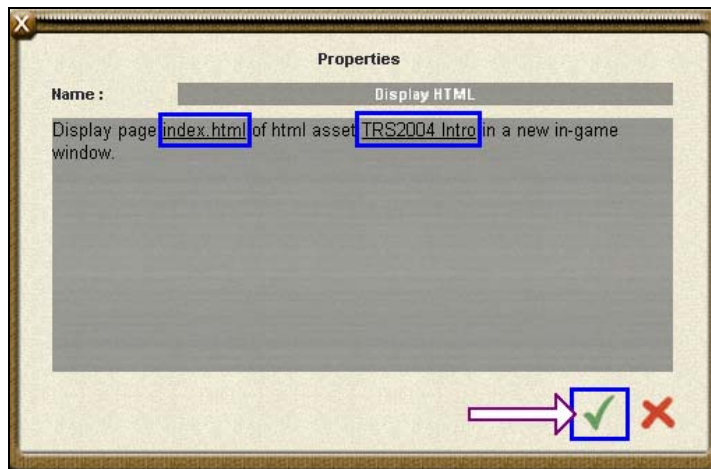 X
Properties
Name :
Display HTML
Display page index.html of html asset TRS2004 Intro in a new in-game
window.